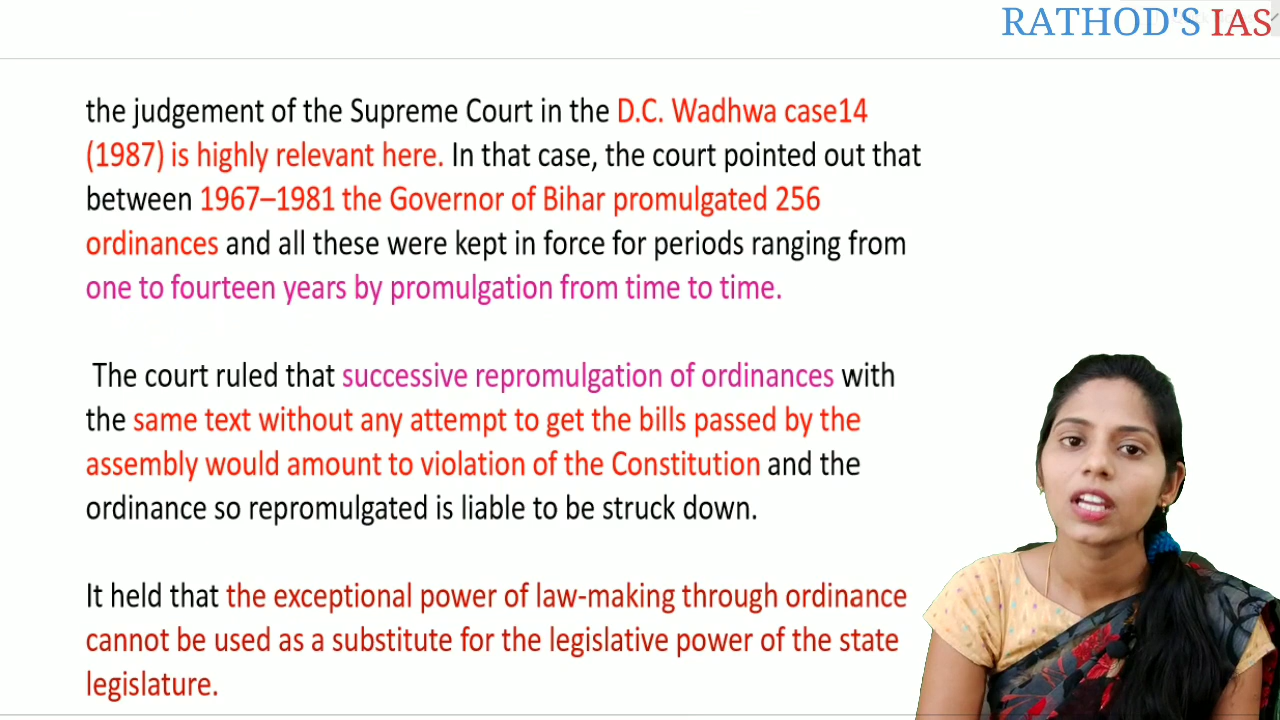 RATHOD'S IAS
the judgement of the Supreme Court in the D.C. Wadhwa case14
(1987) is highly relevant here. In that case, the court pointed out that
between 1967–1981 the Governor of Bihar promulgated 256
ordinances and all these were kept in force for periods ranging from
one to fourteen years by promulgation from time to time.
The court ruled that successive repromulgation of ordinances with
the same text without any attempt to get the bills passed by the
assembly would amount to violation of the Constitution and the
ordinance so repromulgated is liable to be struck down.
It held that the exceptional power of law-making through ordinance
cannot be used as a substitute for the legislative power of the state
legislature.